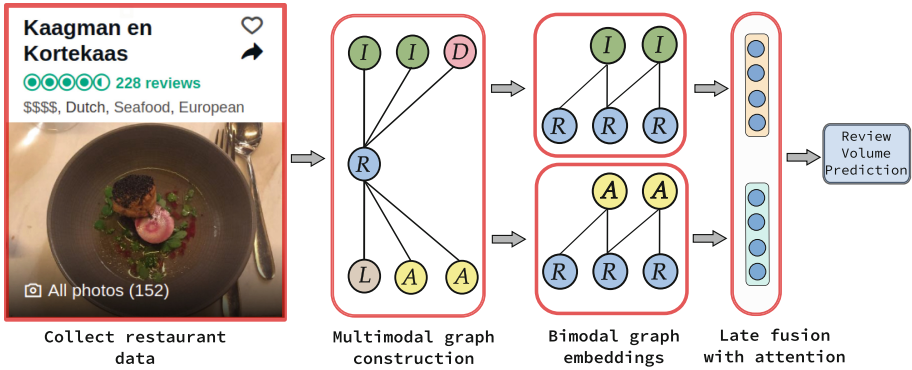 Kaagman en
Kortekaas
228 reviews
$$$$, Dutch, Seafood, European
All photos (152)
Collect restaurant
data
I I D
R
L A A
Multimodal graph
construction
I I
R R R
A A
R R R
Bimodal graph
embeddings
Late fusion
with attention
Review
Volume
Prediction